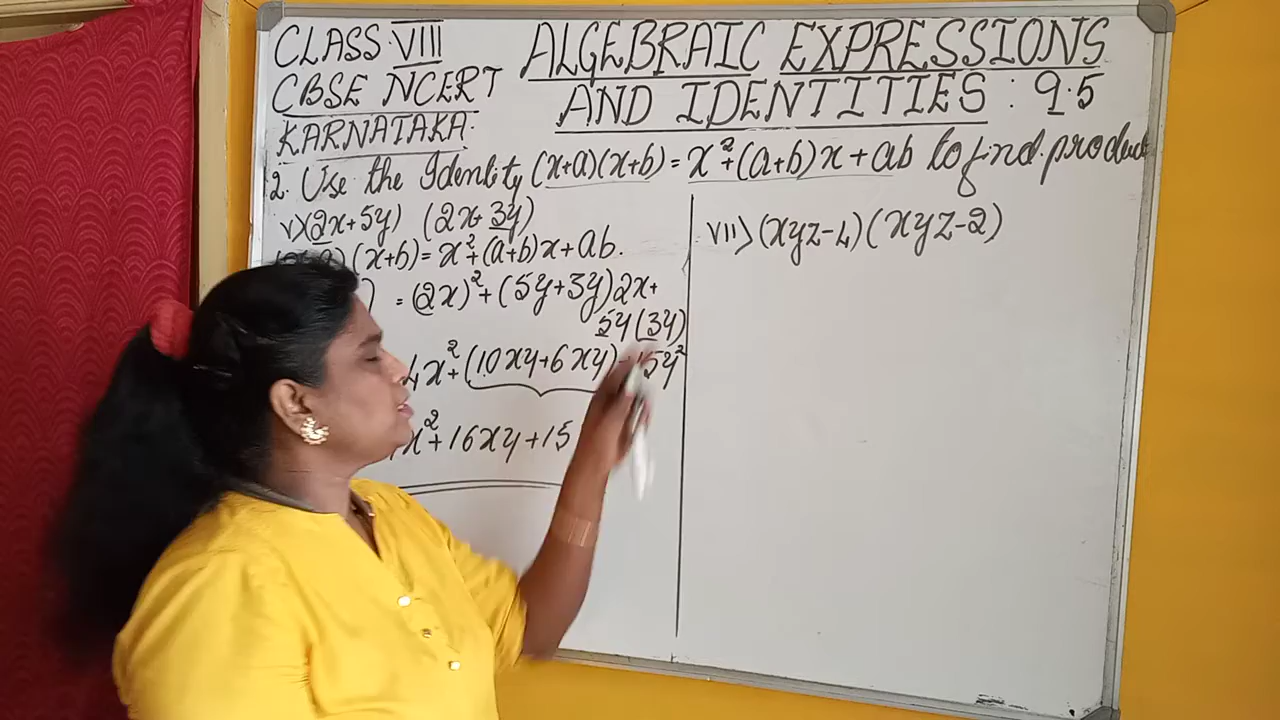 CLASS VIII
CBSE NCERT
KARNATAKA.
ALGEBRAIC EXPRESSIONS
AND IDENTITIES : 9.5
2. Use the Identity (x+a)(x+b) = x²+(a+b)x+ab to find product
v> (2x+5y) (2x+3y)
(x+b) = x²+(a+b)x+ab.
) = (2x)²+(5y+3y)2x+
5y(3y)
4x²+(10xy+6xy) 15y²
x²+16xy+15
VII> (xyz-4)(xyz-2)